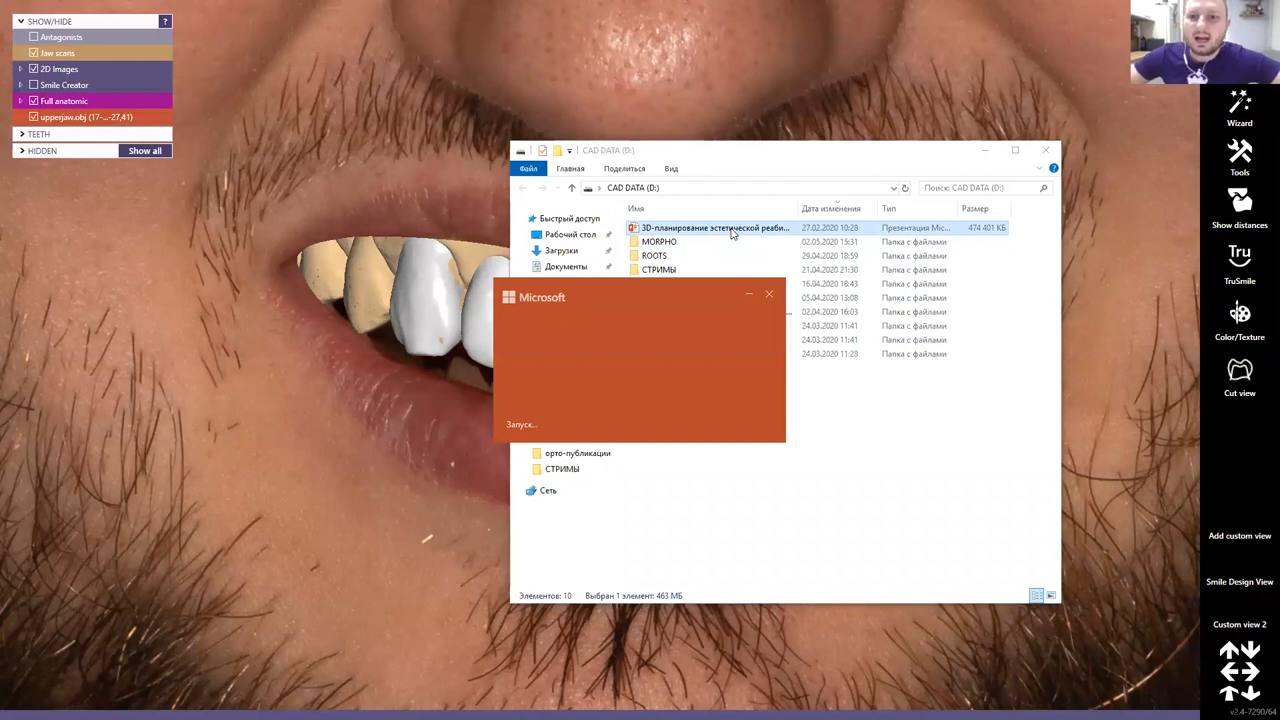 SHOW/HIDE ?
Antagonists
Jaw scans
2D Images
Smile Creator
Full anatomic
upperjaw.obj (17-...-27,41)
TEETH
HIDDEN Show all
CAD DATA (D:)
Файл Главная Поделиться Вид
CAD DATA (D:) Поиск: CAD DATA (D:)
Имя Дата изменения Тип Размер
Быстрый доступ
Рабочий стол
Загрузки
Документы
3D-планирование эстетической реаби... 27.02.2020 10:28 Презентация Mic... 474 401 КБ
MORPHO 02.05.2020 15:31 Папка с файлами
ROOTS 29.04.2020 18:59 Папка с файлами
СТРИМЫ 21.04.2020 21:30 Папка с файлами
16.04.2020 18:43 Папка с файлами
05.04.2020 13:08 Папка с файлами
02.04.2020 16:03 Папка с файлами
24.03.2020 11:41 Папка с файлами
24.03.2020 11:41 Папка с файлами
24.03.2020 11:28 Папка с файлами
Microsoft
Запуск...
орто-публикации
СТРИМЫ
Сеть
Элементов: 10 Выбран 1 элемент: 463 МБ
Wizard
Tools
Show distances
Tru
TruSmile
Color/Texture
Cut view
Add custom view
Smile Design View
Custom view 2
v2.4-7290/64